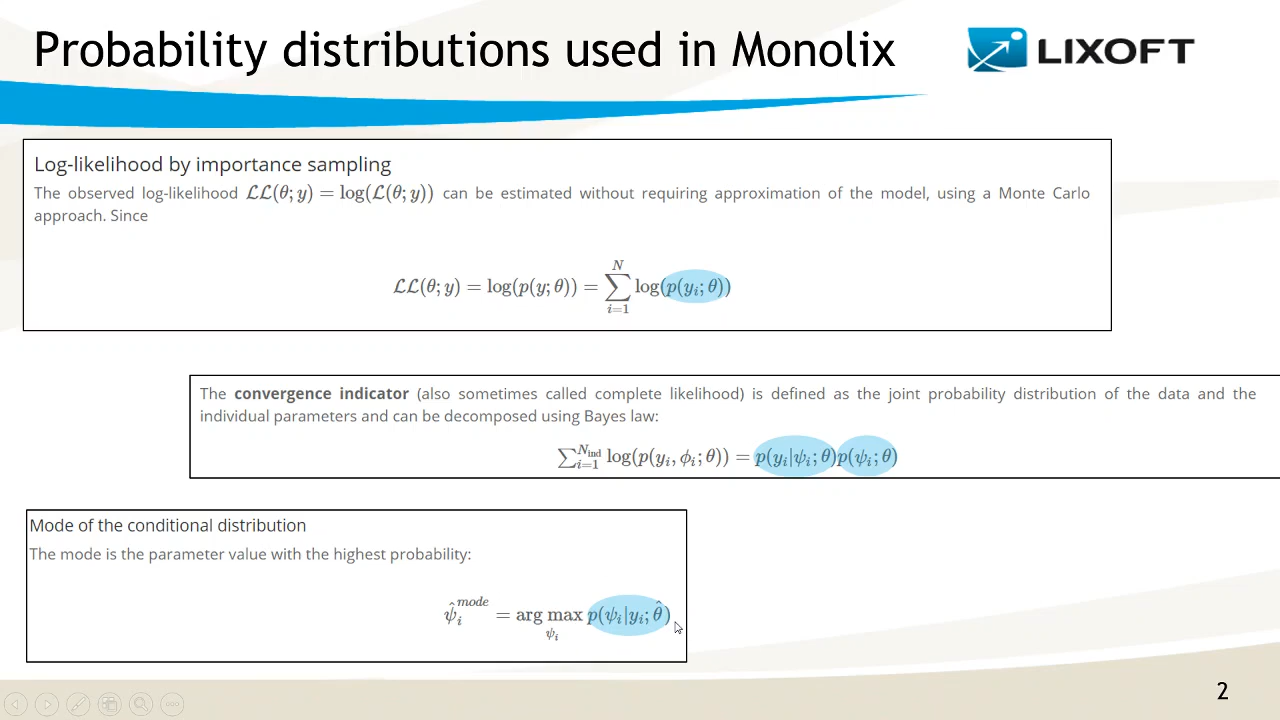 Probability distributions used in Monolix
LIXOFT
Log-likelihood by importance sampling
The observed log-likelihood ℒℒ(θ; y) = log(ℒ(θ; y)) can be estimated without requiring approximation of the model, using a Monte Carlo
approach. Since
ℒℒ(θ; y) = log(p(y; θ)) = ∑_{i=1}^{N} log(p(y_i; θ))
The convergence indicator (also sometimes called complete likelihood) is defined as the joint probability distribution of the data and the
individual parameters and can be decomposed using Bayes law:
∑_{i=1}^{N_ind} log(p(y_i, ϕ_i; θ)) = p(y_i|ψ_i; θ)p(ψ_i; θ)
Mode of the conditional distribution
The mode is the parameter value with the highest probability:
ψ̂_i^{mode} = arg max_{ψ_i} p(ψ_i|y_i; θ̂)
2